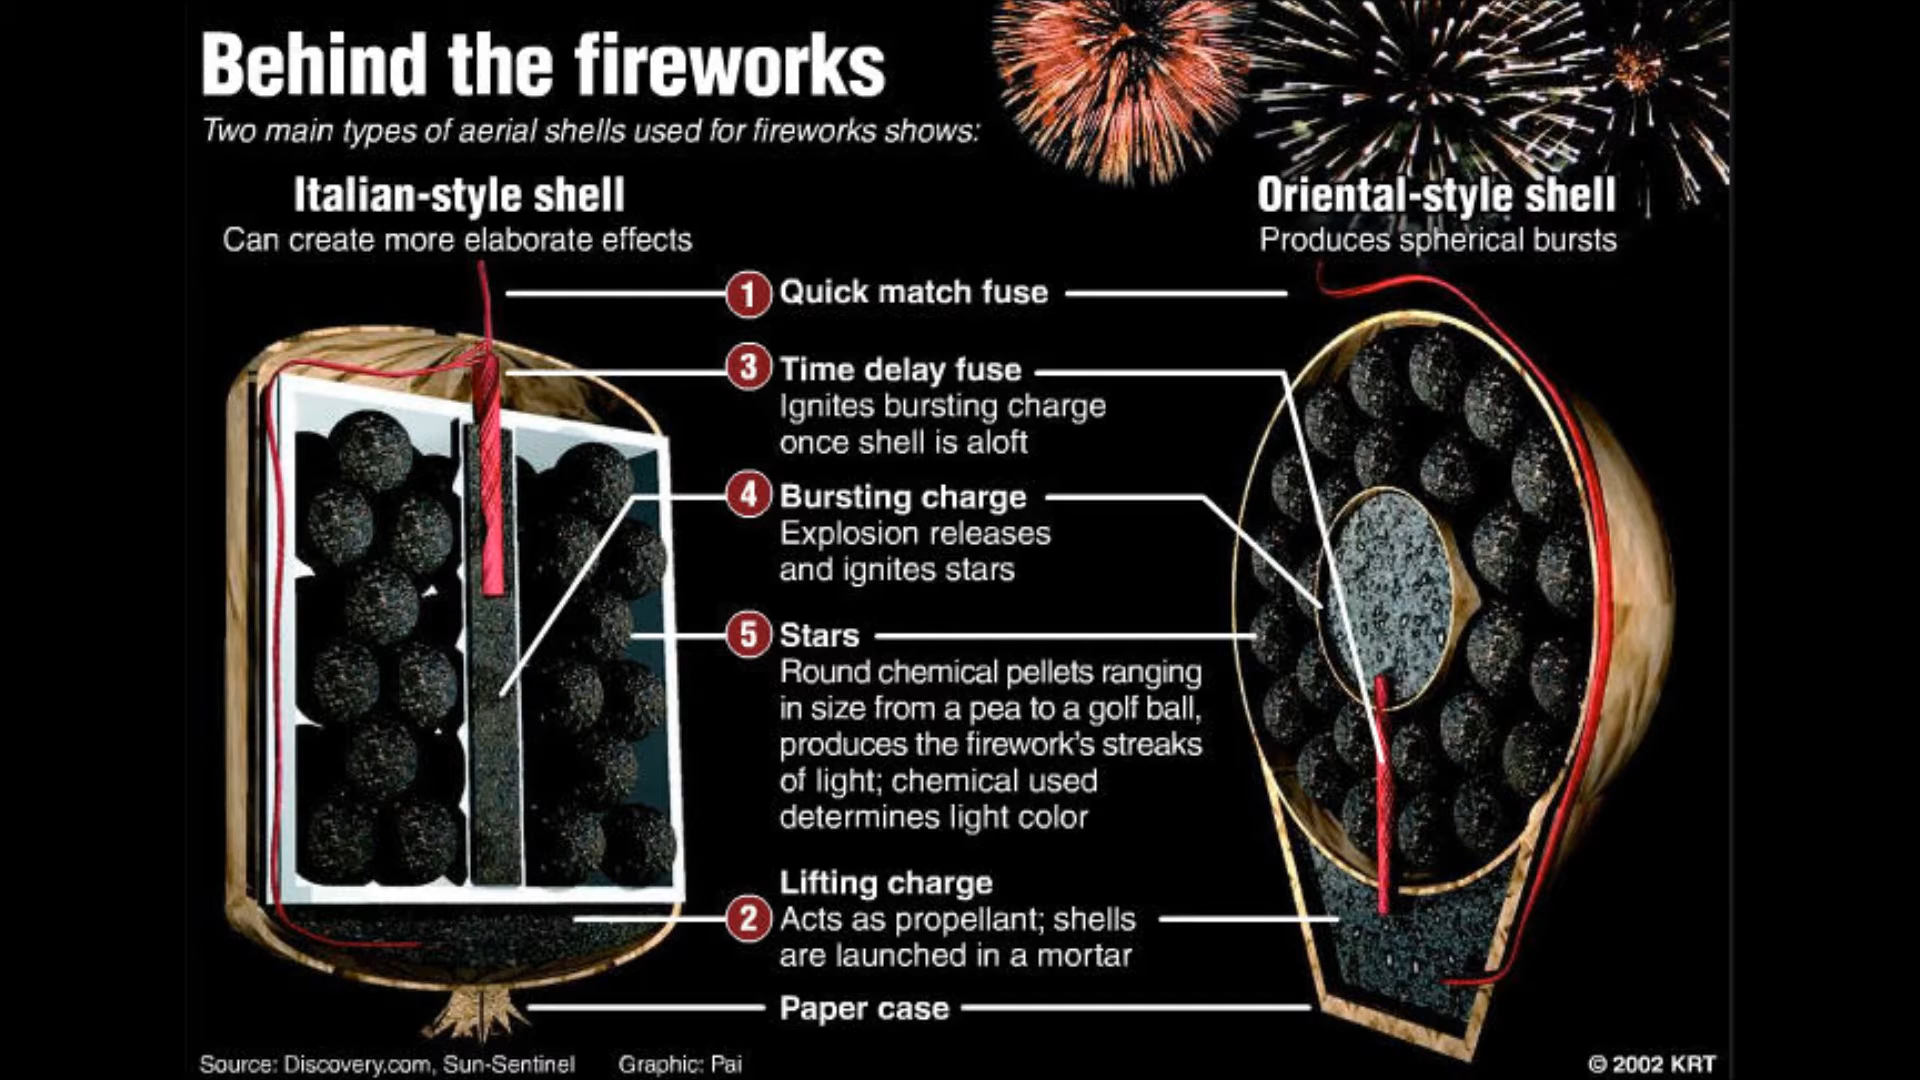 Behind the fireworks
Two main types of aerial shells used for fireworks shows:
Italian-style shell
Can create more elaborate effects
Oriental-style shell
Produces spherical bursts
1 Quick match fuse
3 Time delay fuse
Ignites bursting charge
once shell is aloft
4 Bursting charge
Explosion releases
and ignites stars
5 Stars
Round chemical pellets ranging
in size from a pea to a golf ball,
produces the firework's streaks
of light; chemical used
determines light color
Lifting charge
2 Acts as propellant; shells
are launched in a mortar
Paper case
Source: Discovery.com, Sun-Sentinel Graphic: Pai
© 2002 KRT